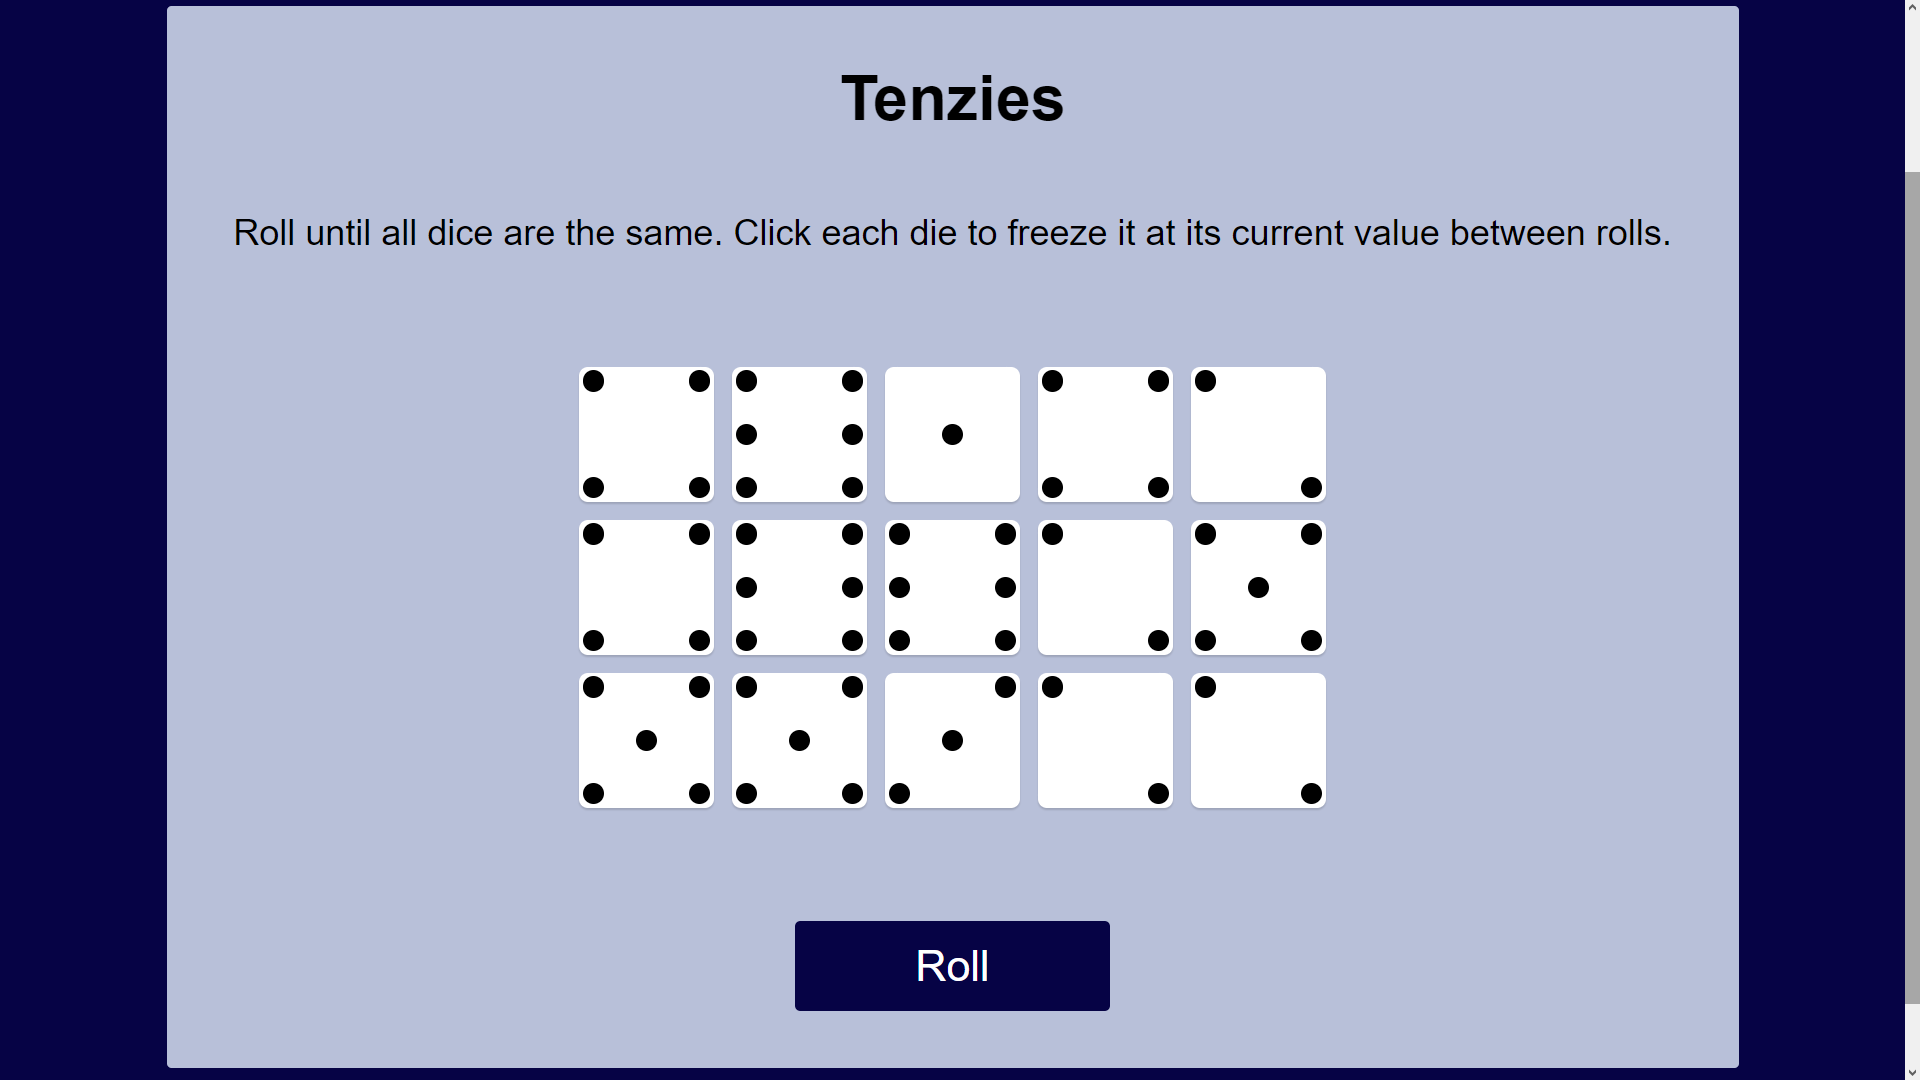 Tenzies
Roll until all dice are the same. Click each die to freeze it at its current value between rolls.
Roll